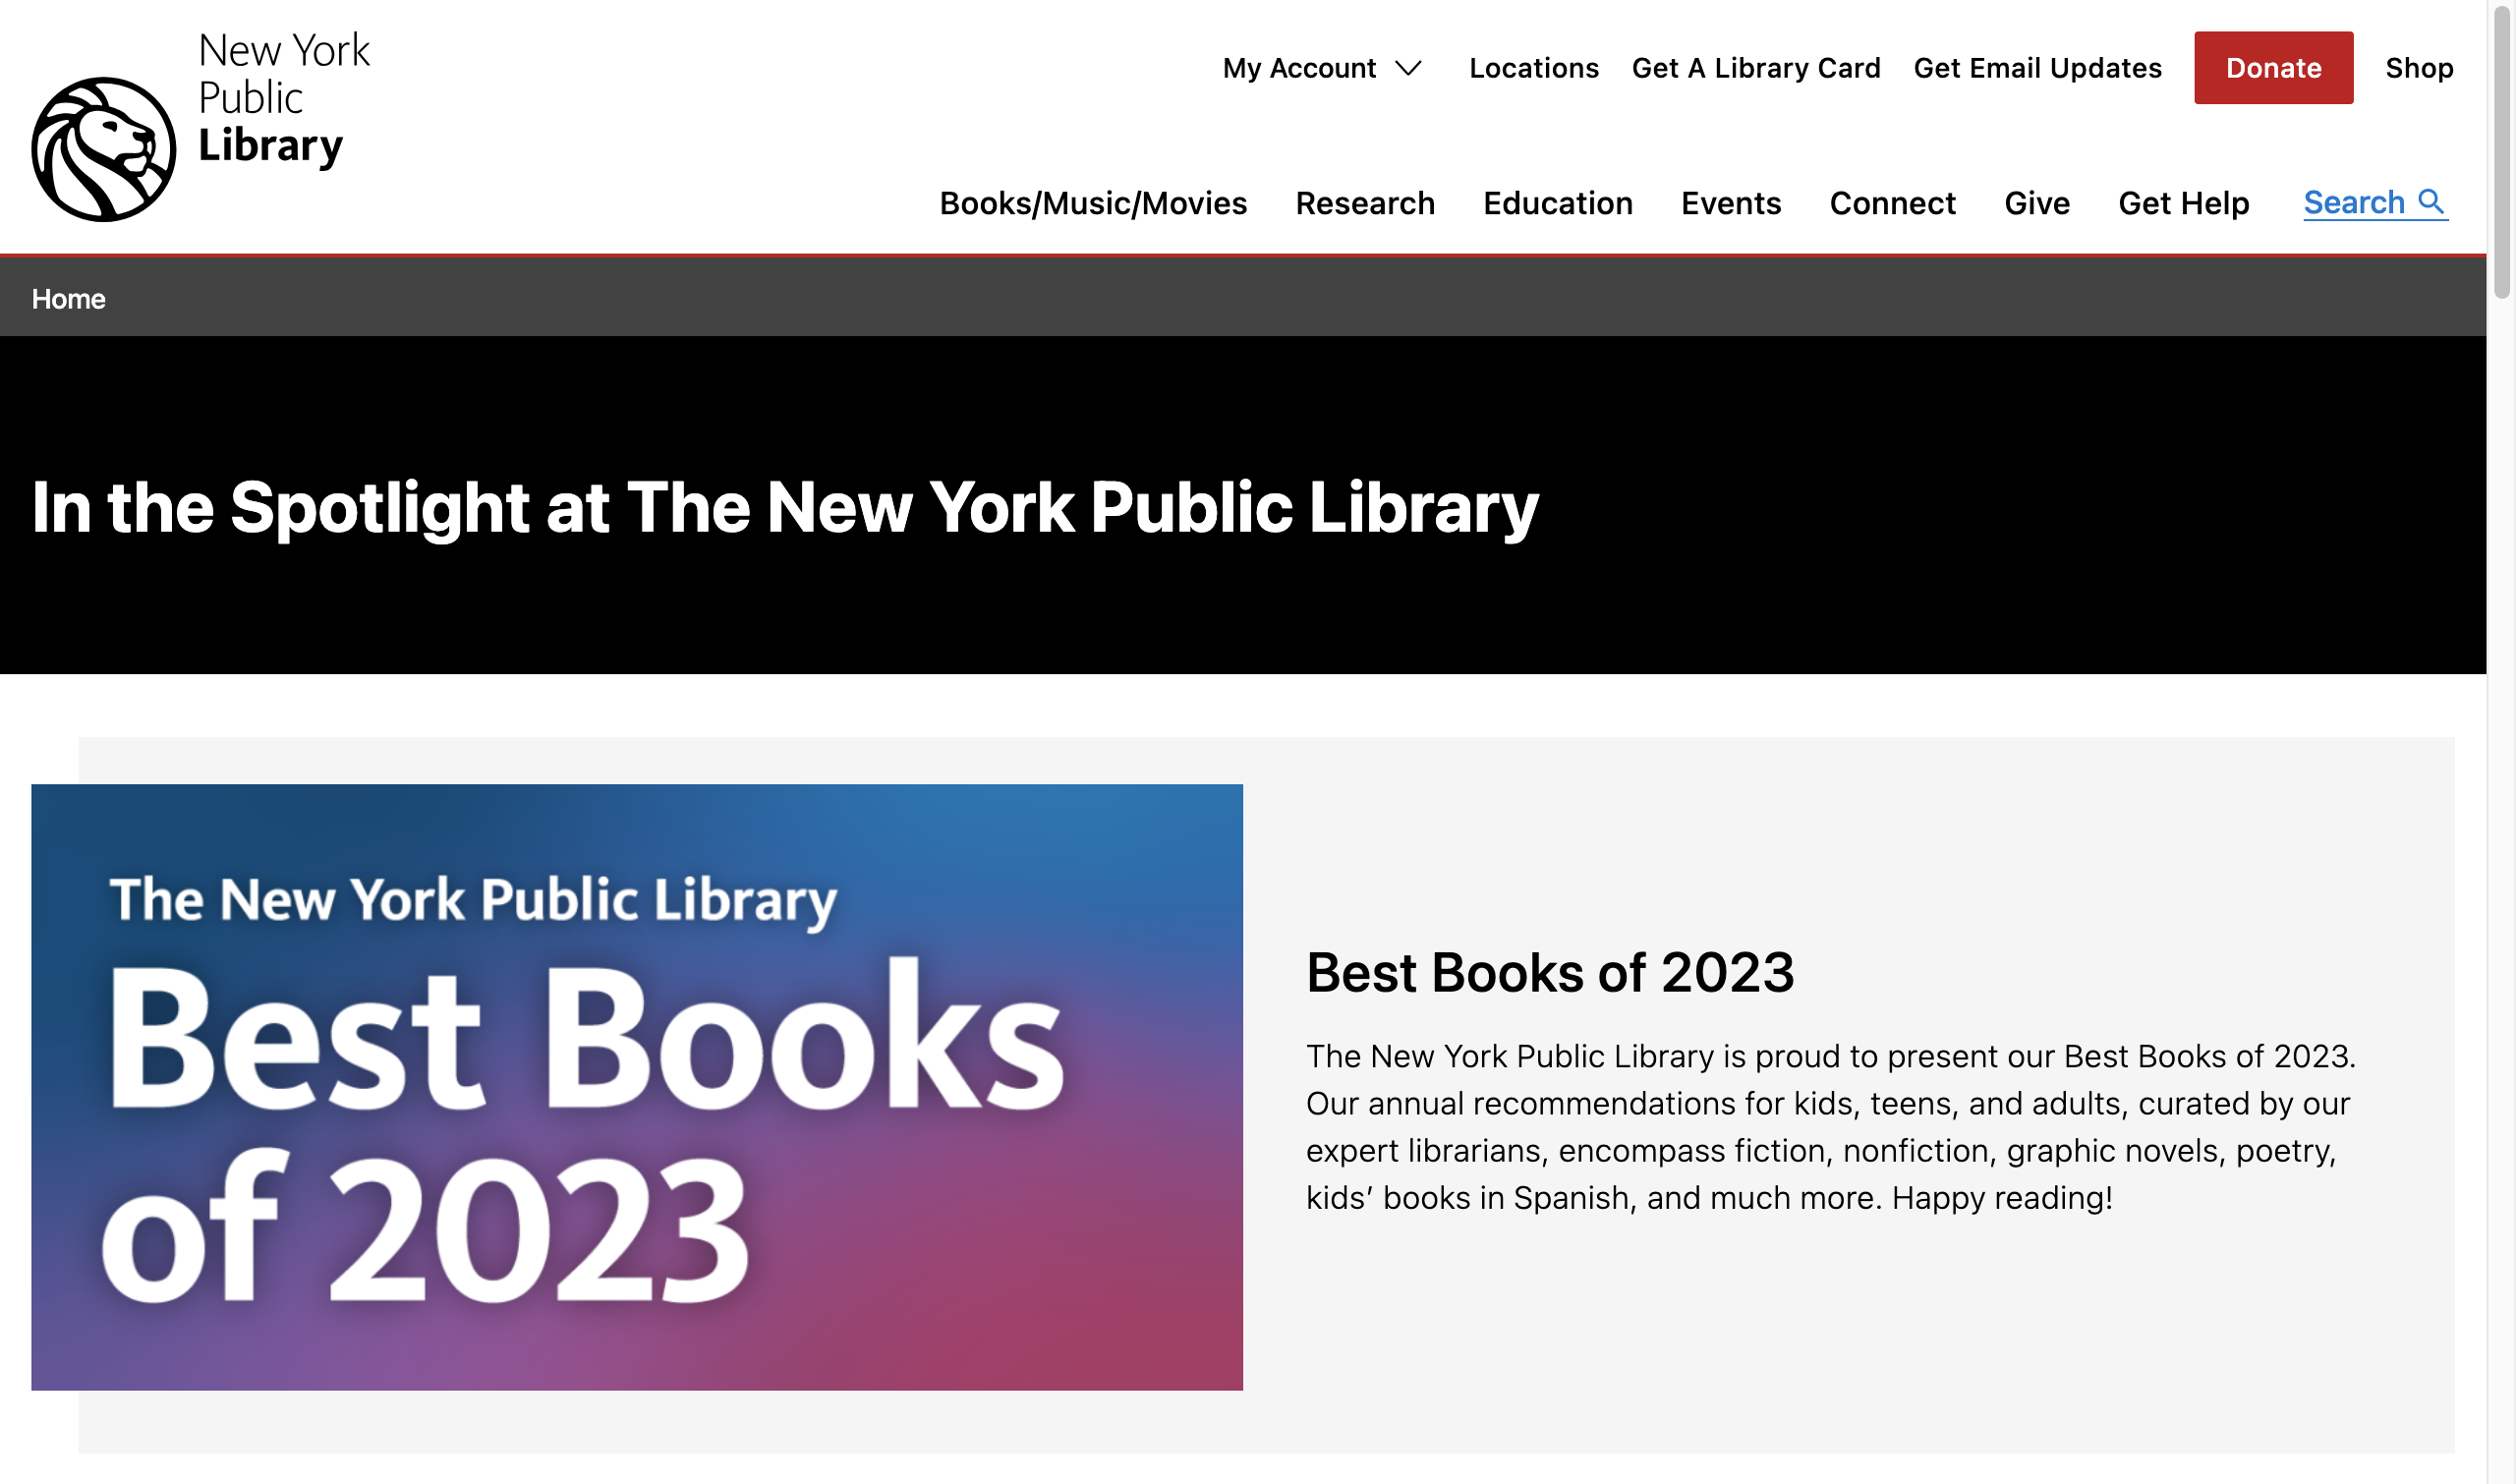 New York
Public
Library
My Account
Locations
Get A Library Card
Get Email Updates
Donate
Shop
Books/Music/Movies
Research
Education
Events
Connect
Give
Get Help
Search
Home
In the Spotlight at The New York Public Library
The New York Public Library
Best Books
of 2023
Best Books of 2023
The New York Public Library is proud to present our Best Books of 2023.
Our annual recommendations for kids, teens, and adults, curated by our
expert librarians, encompass fiction, nonfiction, graphic novels, poetry,
kids’ books in Spanish, and much more. Happy reading!